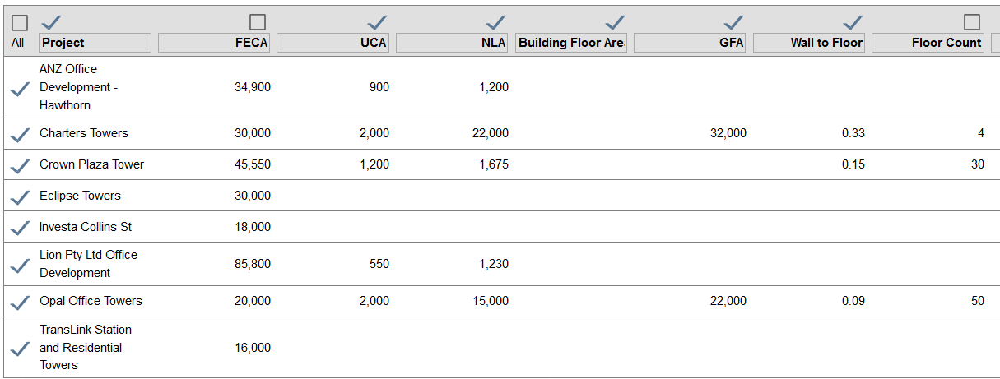 All Project FECA UCA NLA Building Floor Are GFA Wall to Floor Floor Count
ANZ Office
Development - 34,900 900 1,200
Hawthorn
Charters Towers 30,000 2,000 22,000 32,000 0.33 4
Crown Plaza Tower 45,550 1,200 1,675 0.15 30
Eclipse Towers 30,000
Investa Collins St 18,000
Lion Pty Ltd Office
Development 85,800 550 1,230
Opal Office Towers 20,000 2,000 15,000 22,000 0.09 50
TransLink Station
and Residential 16,000
Towers